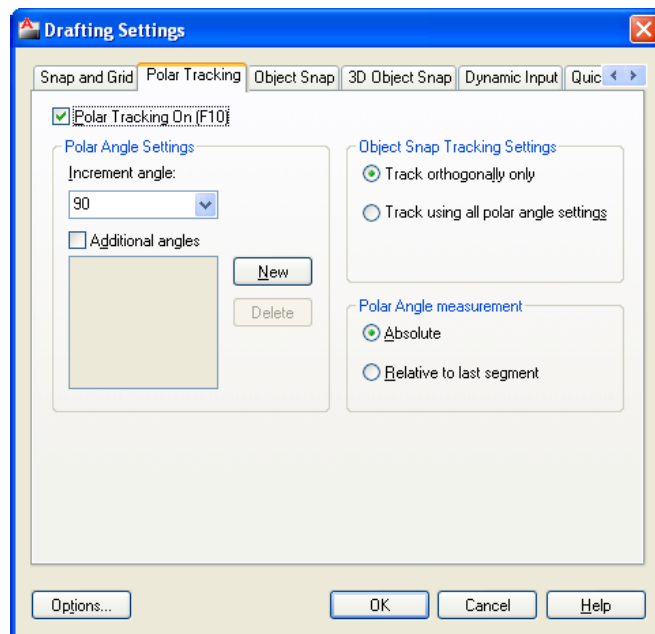 Drafting Settings
Snap and Grid Polar Tracking Object Snap 3D Object Snap Dynamic Input Quic
Polar Tracking On (F10)
Polar Angle Settings
Increment angle:
90
Additional angles
New
Delete
Object Snap Tracking Settings
Track orthogonally only
Track using all polar angle settings
Polar Angle measurement
Absolute
Relative to last segment
Options... OK Cancel Help